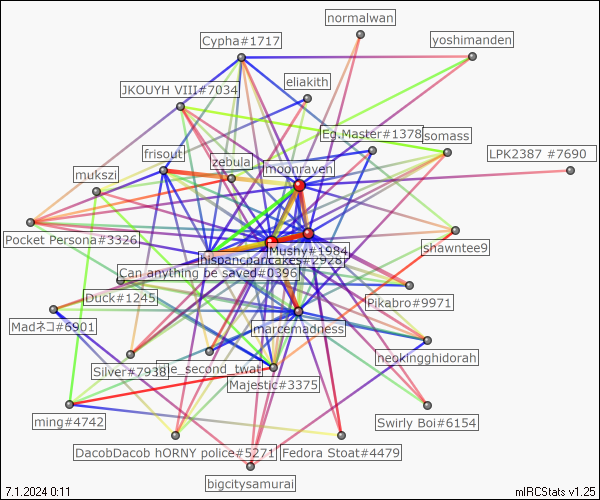 normalwan
Cypha#1717
yoshimanden
eliakith
JKOUYH VIII#7034
Eg.Master#1378
somass
frisout
zebula
LPK2387 #7690
moonraven
mukszi
Pocket Persona#3326
shawntee9
Mushy#1984
hispancpancakes#2928
Can anything be saved#0396
Duck#1245
Pikabro#9971
Madネコ#6901
marcemadness
neokingghidorah
Silver#7938
the_second_twat
Majestic#3375
ming#4742
Swirly Boi#6154
DacobDacob hORNY police#5271
Fedora Stoat#4479
bigcitysamurai
7.1.2024 0:11
mIRCStats v1.25